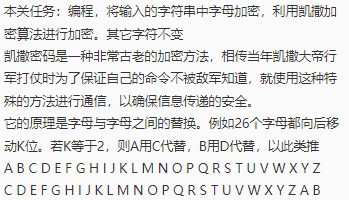 本关任务：编程，将输入的字符串中字母加密，利用凯撒加
密算法进行加密。其它字符不变
凯撒密码是一种非常古老的加密方法，相传当年凯撒大帝行
军打仗时为了保证自己的命令不被敌军知道，就使用这种特
殊的方法进行通信，以确保信息传递的安全。
它的原理是字母与字母之间的替换。例如26个字母都向后移
动K位。若K等于2，则A用C代替，B用D代替，以此类推
A B C D E F G H I J K L M N O P Q R S T U V W X Y Z
C D E F G H I J K L M N O P Q R S T U V W X Y Z A B